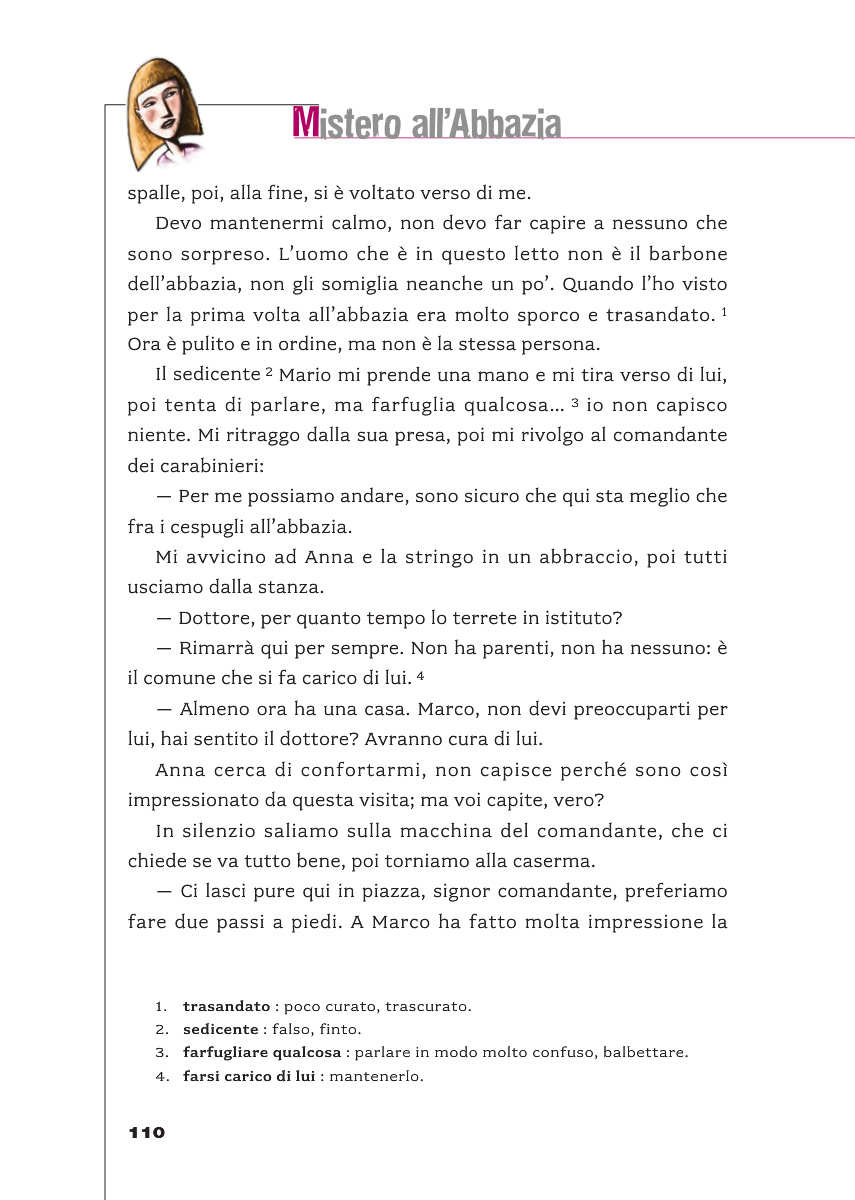 Mistero all'Abbazia
spalle, poi, alla fine, si è voltato verso di me.
Devo mantenermi calmo, non devo far capire a nessuno che
sono sorpreso. L'uomo che è in questo letto non è il barbone
dell'abbazia, non gli somiglia neanche un po'. Quando l'ho visto
per la prima volta all'abbazia era molto sporco e trasandato. 1
Ora è pulito e in ordine, ma non è la stessa persona.
Il sedicente 2 Mario mi prende una mano e mi tira verso di lui,
poi tenta di parlare, ma farfuglia qualcosa... 3 io non capisco
niente. Mi ritraggo dalla sua presa, poi mi rivolgo al comandante
dei carabinieri:
— Per me possiamo andare, sono sicuro che qui sta meglio che
fra i cespugli all'abbazia.
Mi avvicino ad Anna e la stringo in un abbraccio, poi tutti
usciamo dalla stanza.
— Dottore, per quanto tempo lo terrete in istituto?
— Rimarrà qui per sempre. Non ha parenti, non ha nessuno: è
il comune che si fa carico di lui. 4
— Almeno ora ha una casa. Marco, non devi preoccuparti per
lui, hai sentito il dottore? Avranno cura di lui.
Anna cerca di confortarmi, non capisce perché sono così
impressionato da questa visita; ma voi capite, vero?
In silenzio saliamo sulla macchina del comandante, che ci
chiede se va tutto bene, poi torniamo alla caserma.
— Ci lasci pure qui in piazza, signor comandante, preferiamo
fare due passi a piedi. A Marco ha fatto molta impressione la
1. trasandato : poco curato, trascurato.
2. sedicente : falso, finto.
3. farfugliare qualcosa : parlare in modo molto confuso, balbettare.
4. farsi carico di lui : mantenerlo.
110